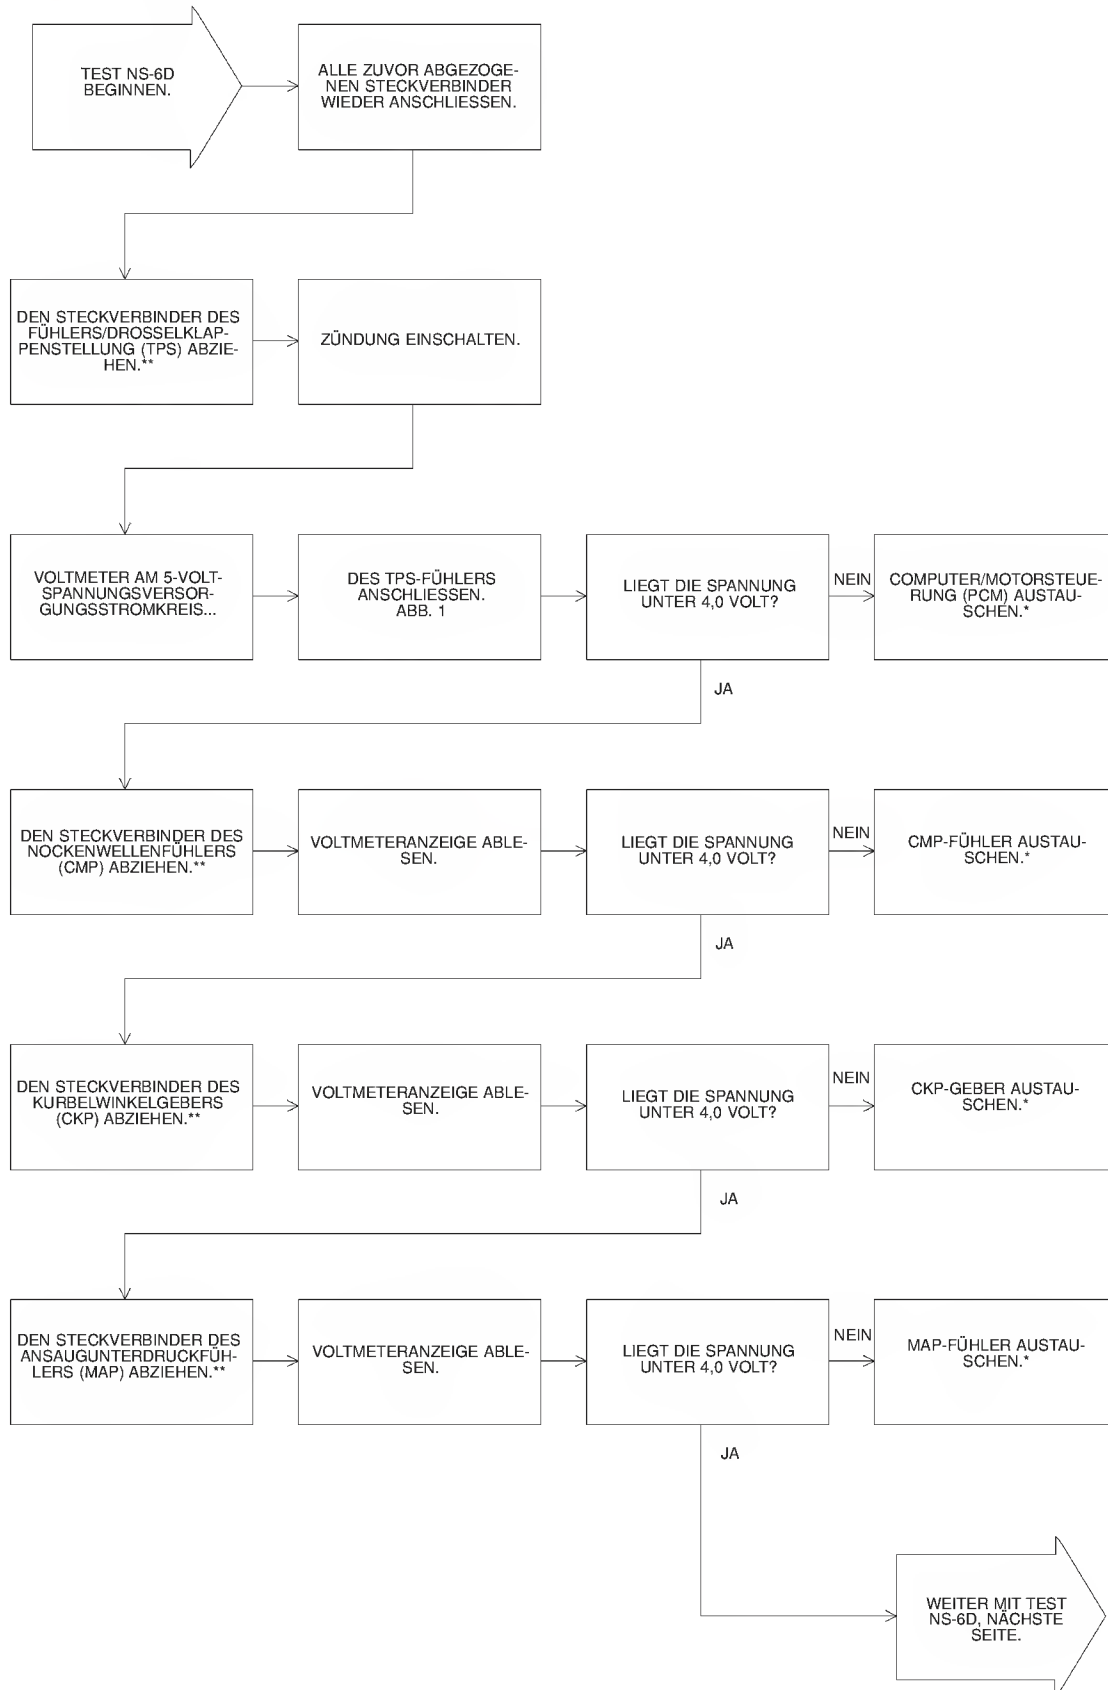 TEST NS-6D
BEGINNEN.
ALLE ZUVOR ABGEZOGE-
NEN STECKVERBINDER
WIEDER ANSCHLIESSEN.
DEN STECKVERBINDER DES
FÜHLERS/DROSSELKLAP-
PENSTELLUNG (TPS) ABZIE-
HEN.**
ZÜNDUNG EINSCHALTEN.
VOLTMETER AM 5-VOLT-
SPANNUNGSVERSOR-
GUNGSSTROMKREIS...
DES TPS-FÜHLERS
ANSCHLIESSEN.
ABB. 1
LIEGT DIE SPANNUNG
UNTER 4,0 VOLT?
NEIN
COMPUTER/MOTORSTEUE-
RUNG (PCM) AUSTAU-
SCHEN.*
JA
DEN STECKVERBINDER DES
NOCKENWELLENFÜHLERS
(CMP) ABZIEHEN.**
VOLTMETERANZEIGE ABLE-
SEN.
LIEGT DIE SPANNUNG
UNTER 4,0 VOLT?
NEIN
CMP-FÜHLER AUSTAU-
SCHEN.*
JA
DEN STECKVERBINDER DES
KURBELWINKELGEBERS
(CKP) ABZIEHEN.**
VOLTMETERANZEIGE ABLE-
SEN.
LIEGT DIE SPANNUNG
UNTER 4,0 VOLT?
NEIN
CKP-GEBER AUSTAU-
SCHEN.*
JA
DEN STECKVERBINDER DES
ANSAUGUNTERDRUCKFÜH-
LERS (MAP) ABZIEHEN.**
VOLTMETERANZEIGE ABLE-
SEN.
LIEGT DIE SPANNUNG
UNTER 4,0 VOLT?
NEIN
MAP-FÜHLER AUSTAU-
SCHEN.*
JA
WEITER MIT TEST
NS-6D, NÄCHSTE
SEITE.